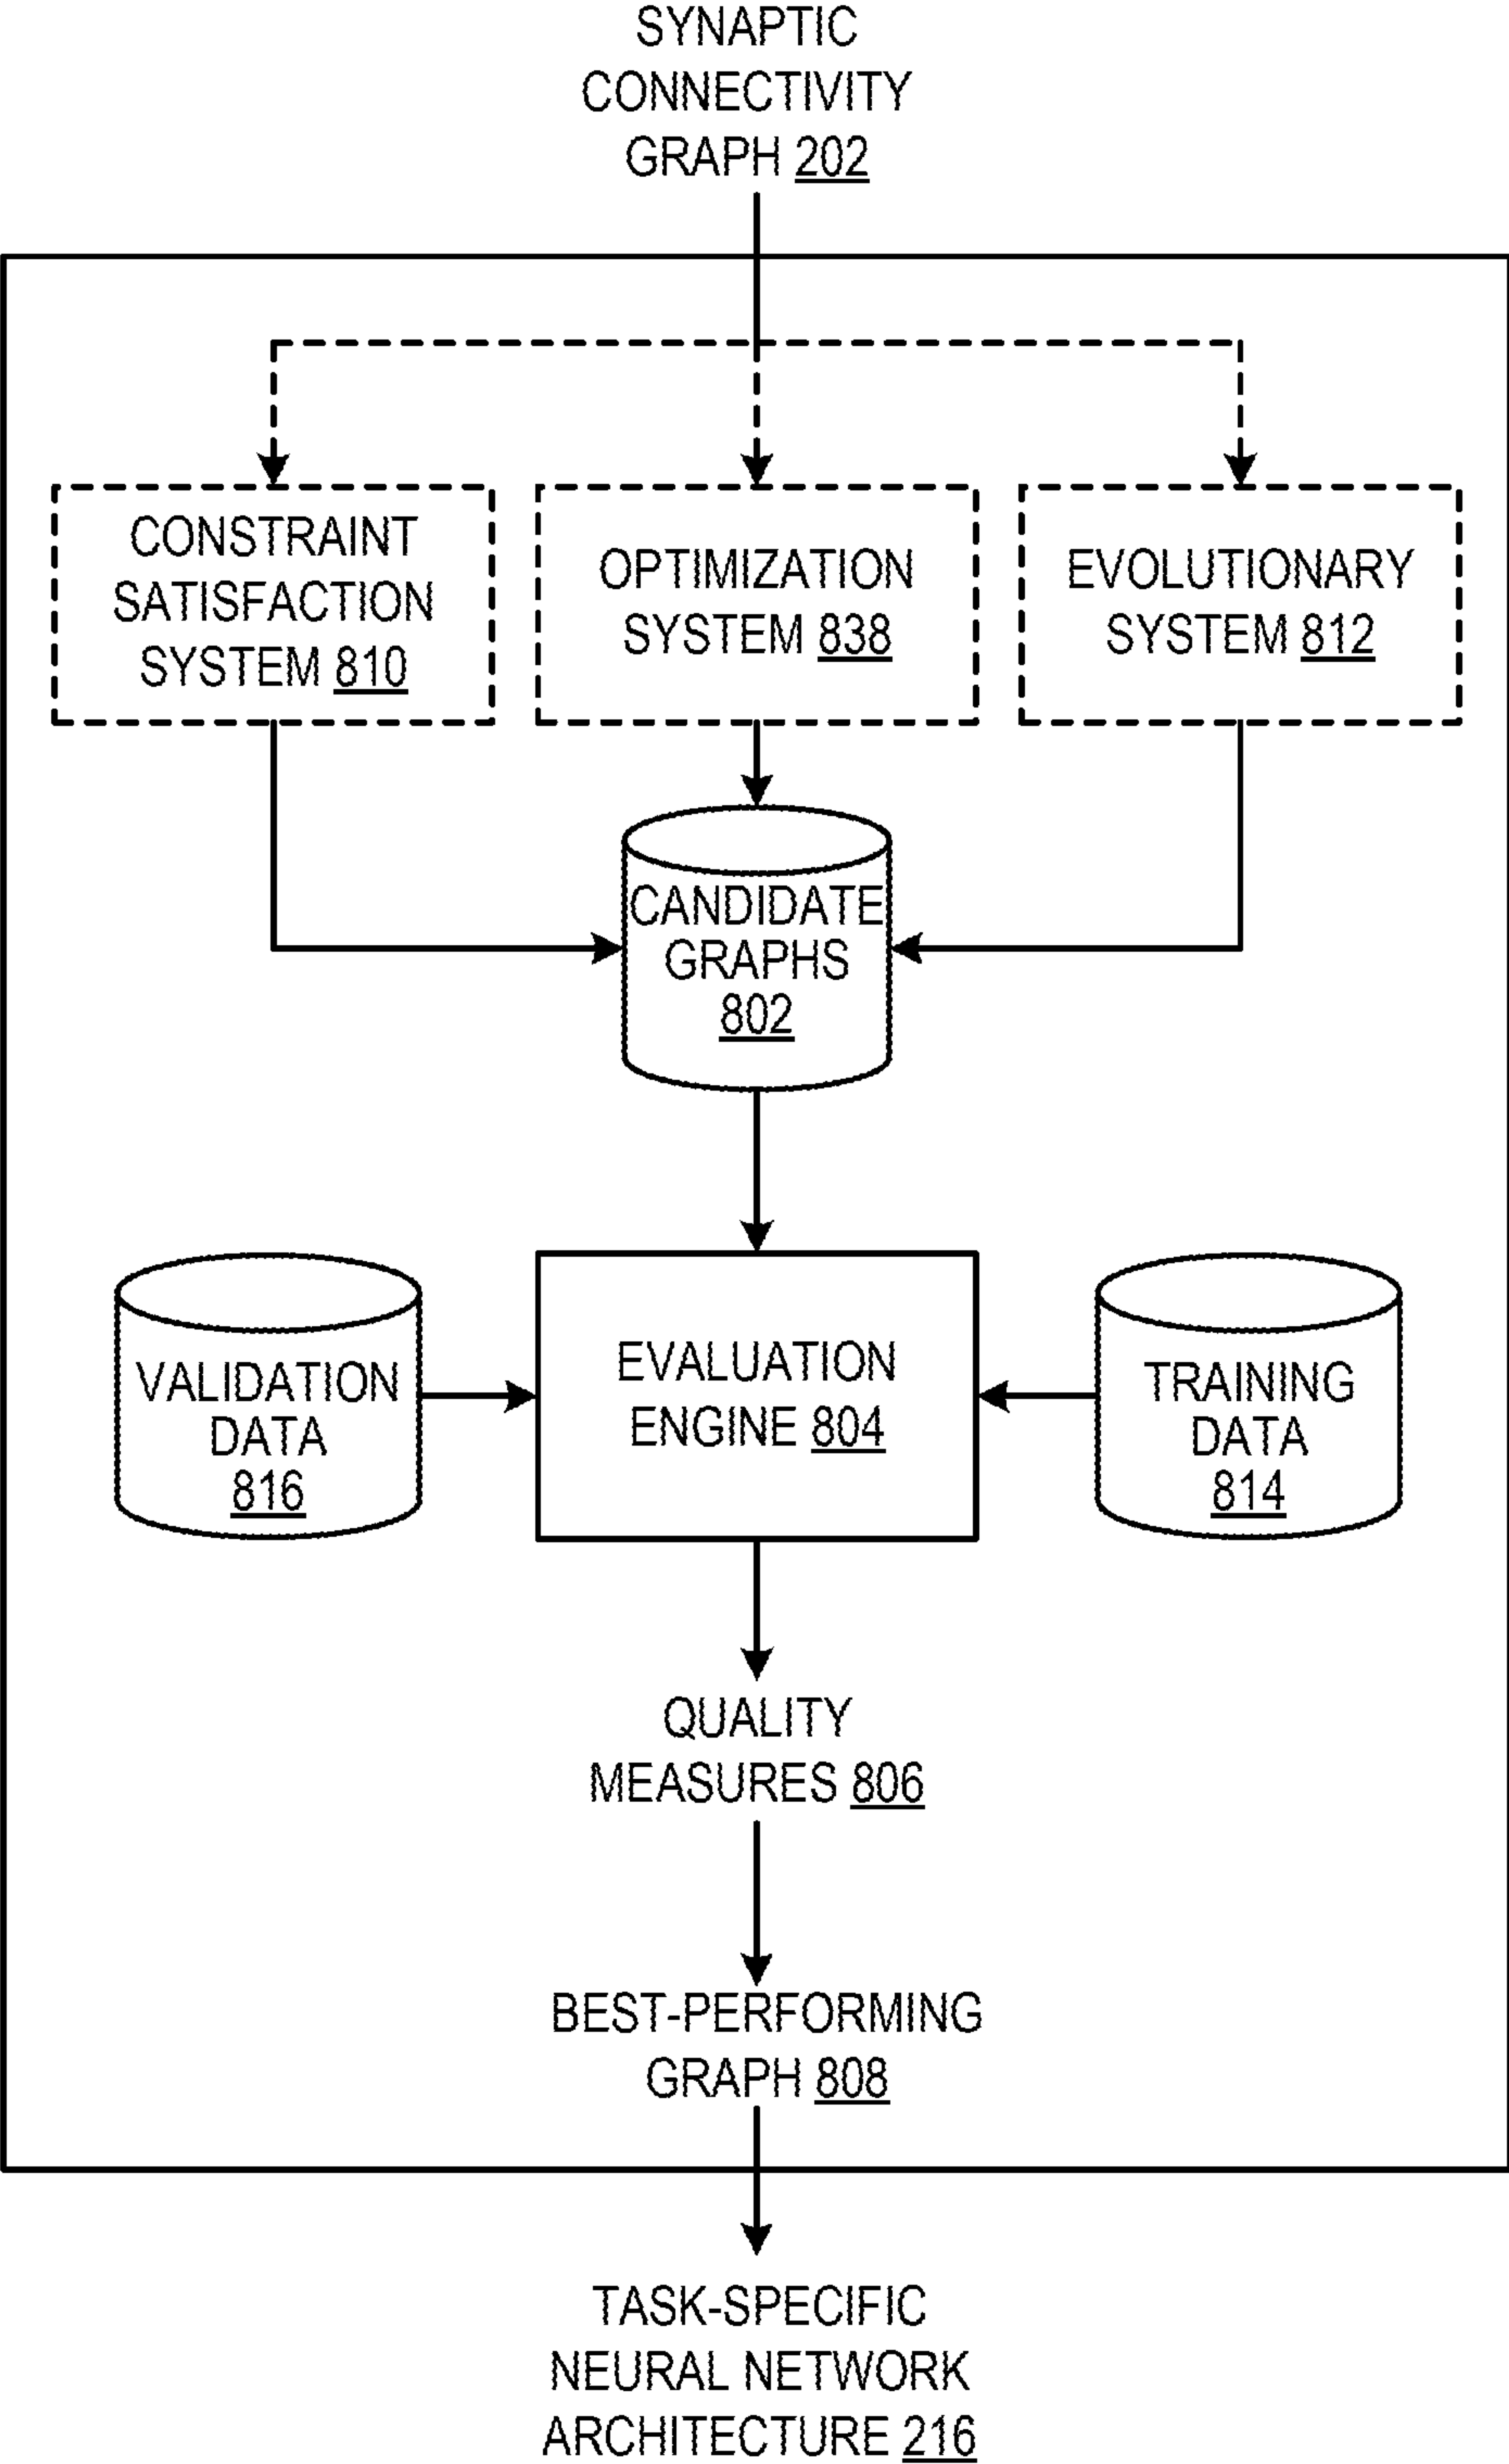 SYNAPTIC
CONNECTIVITY
GRAPH 202
CONSTRAINT
SATISFACTION
SYSTEM 810
OPTIMIZATION
SYSTEM 838
EVOLUTIONARY
SYSTEM 812
CANDIDATE
GRAPHS
802
VALIDATION
DATA
816
EVALUATION
ENGINE 804
TRAINING
DATA
814
QUALITY
MEASURES 806
BEST-PERFORMING
GRAPH 808
TASK-SPECIFIC
NEURAL NETWORK
ARCHITECTURE 216